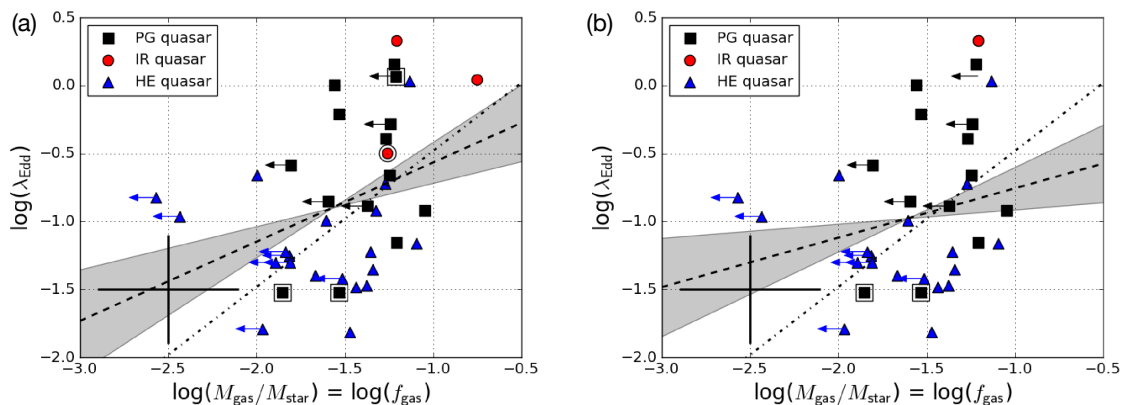 (a)
0.5
0.0
−0.5
−1.0
−1.5
−2.0
log(λEdd)
PG quasar
IR quasar
HE quasar
−3.0 −2.5 −2.0 −1.5 −1.0 −0.5
log(Mgas/Mstar) = log(fgas)
(b)
0.5
0.0
−0.5
−1.0
−1.5
−2.0
log(λEdd)
PG quasar
IR quasar
HE quasar
−3.0 −2.5 −2.0 −1.5 −1.0 −0.5
log(Mgas/Mstar) = log(fgas)